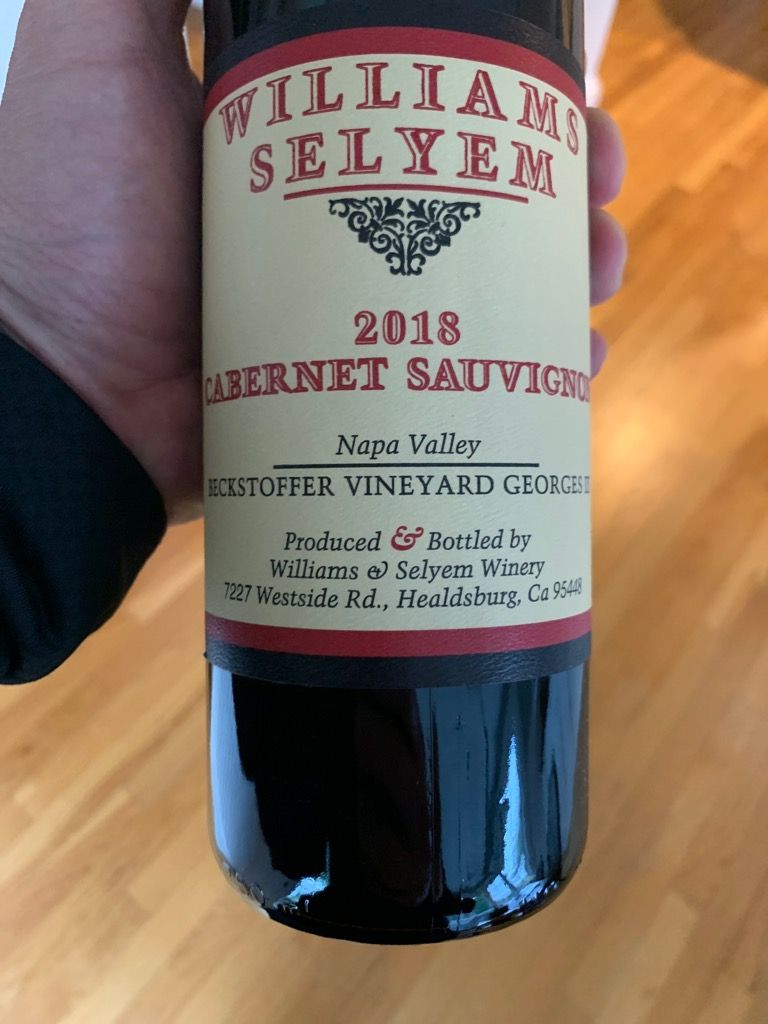 WILLIAMS
SELYEM
2018
CABERNET SAUVIGNON
Napa Valley
BECKSTOFFER VINEYARD GEORGES III
Produced & Bottled by
Williams & Selyem Winery
7227 Westside Rd., Healdsburg, Ca 95448